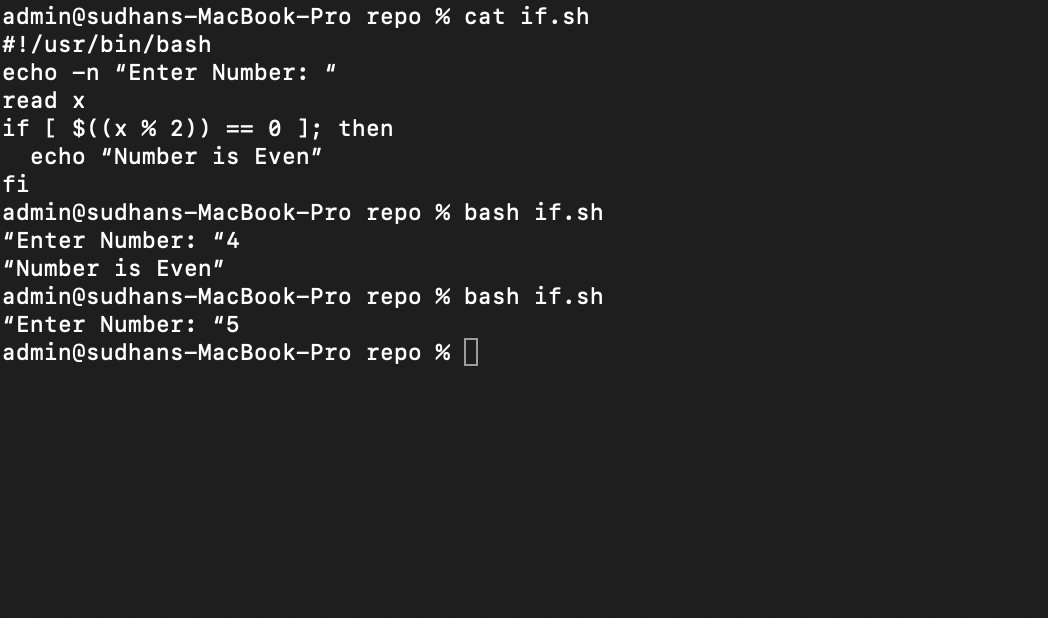 admin@sudhans-MacBook-Pro repo % cat if.sh
#!/usr/bin/bash
echo -n “Enter Number: “
read x
if [ $((x % 2)) == 0 ]; then
  echo “Number is Even”
fi
admin@sudhans-MacBook-Pro repo % bash if.sh
“Enter Number: “4
“Number is Even”
admin@sudhans-MacBook-Pro repo % bash if.sh
“Enter Number: “5
admin@sudhans-MacBook-Pro repo %